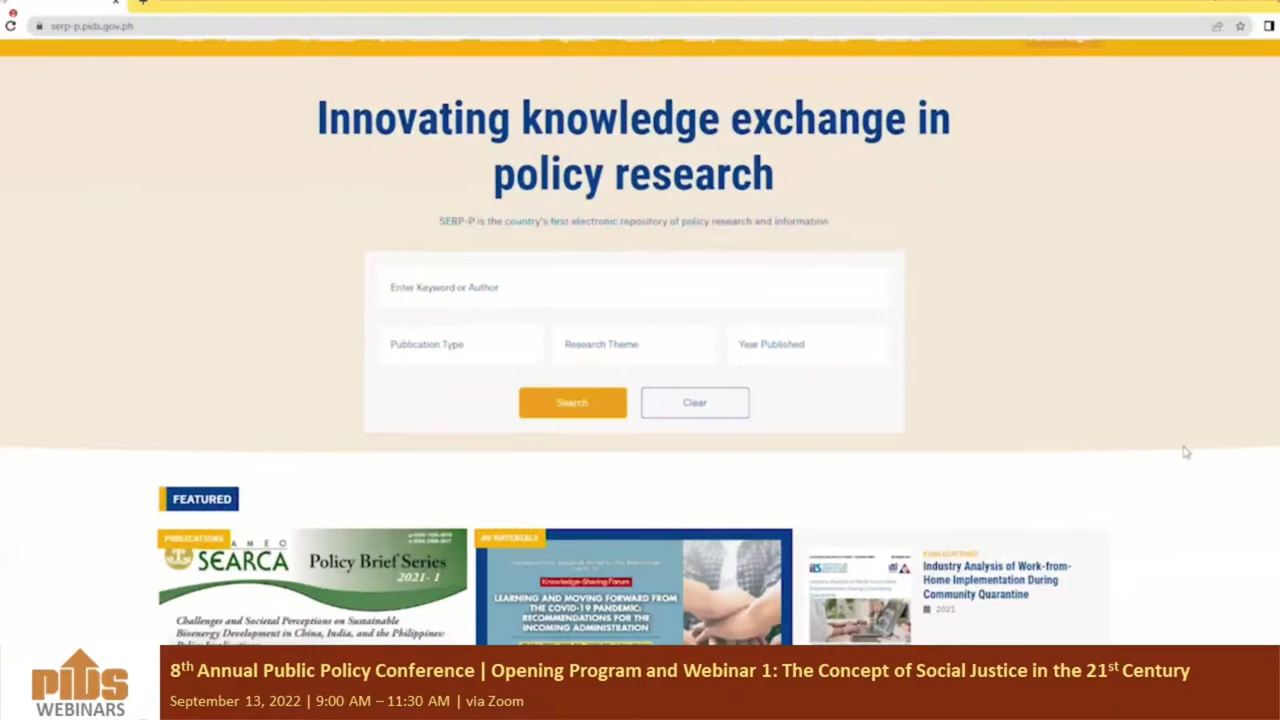 serp-p.pids.gov.ph
Innovating knowledge exchange in
policy research
SERP-P is the country's first electronic repository of policy research and information
Enter Keyword or Author
Publication Type
Research Theme
Year Published
Search
Clear
FEATURED
PUBLICATIONS
SEARCA
Policy Brief Series
2021-1
Challenges and Societal Perceptions on Sustainable
Bioenergy Development in China, India, and the Philippines:
AV MATERIALS
Knowledge-Sharing Forum
LEARNING AND MOVING FORWARD FROM
THE COVID-19 PANDEMIC:
RECOMMENDATIONS FOR THE
INCOMING ADMINISTRATION
PUBLICATIONS
Industry Analysis of Work-from-
Home Implementation During
Community Quarantine
2021
PIDS
WEBINARS
8th Annual Public Policy Conference | Opening Program and Webinar 1: The Concept of Social Justice in the 21st Century
September 13, 2022 | 9:00 AM – 11:30 AM | via Zoom